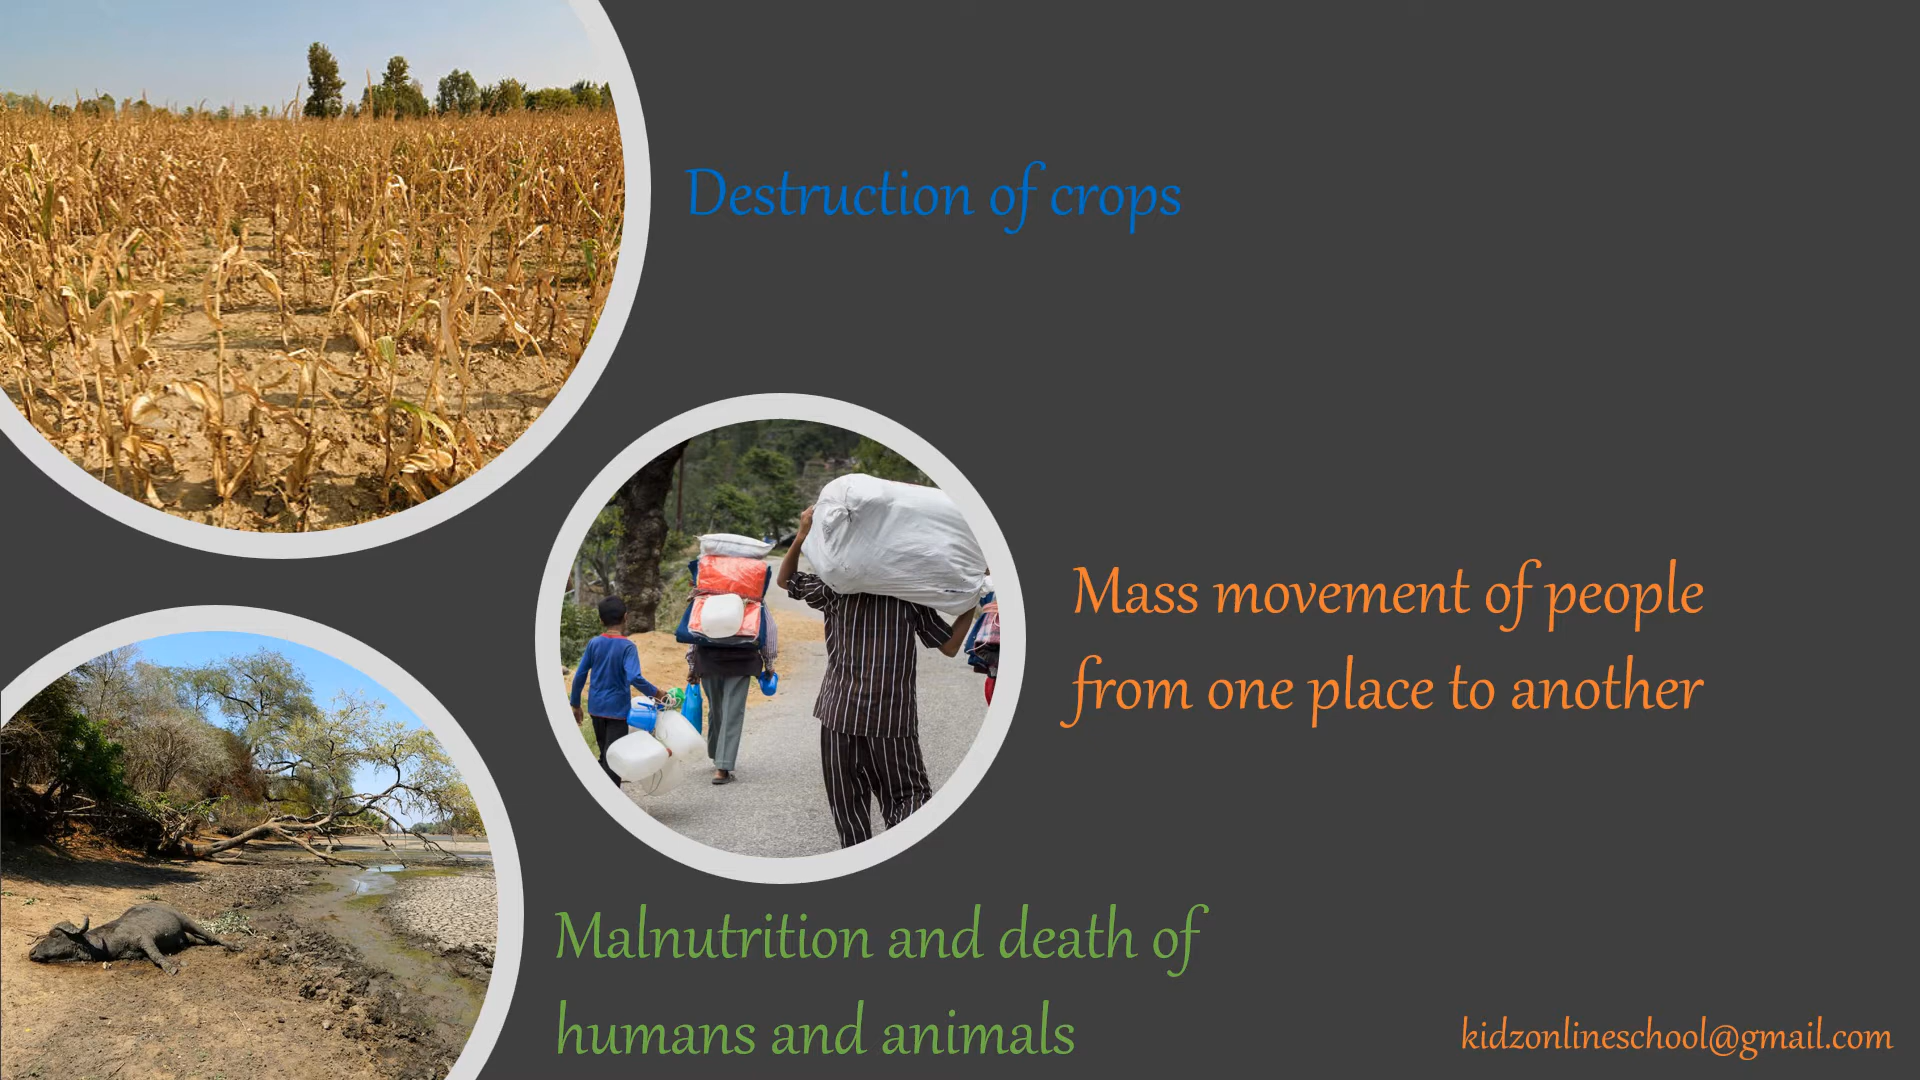 Destruction of crops
Mass movement of people
from one place to another
Malnutrition and death of
humans and animals
kidzonlineschool@gmail.com